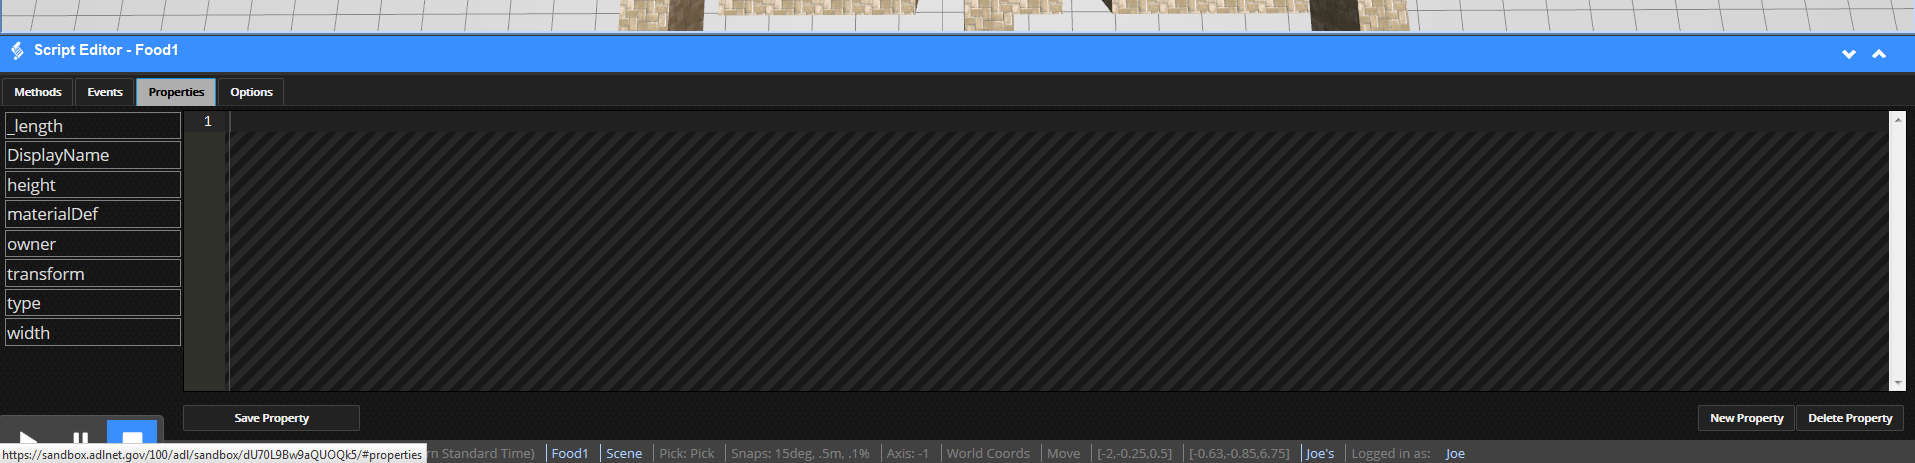 Script Editor - Food1
Methods Events Properties Options
_length
DisplayName
height
materialDef
owner
transform
type
width
1
Save Property New Property Delete Property
https://sandbox.adlnet.gov/100/adl/sandbox/dU70L9Bw9aQUOQk5/#properties rn Standard Time) Food1 Scene Pick: Pick Snaps: 15deg, .5m, .1% Axis: -1 World Coords Move [-2,-0.25,0.5] [-0.63,-0.85,6.75] Joe's Logged in as: Joe